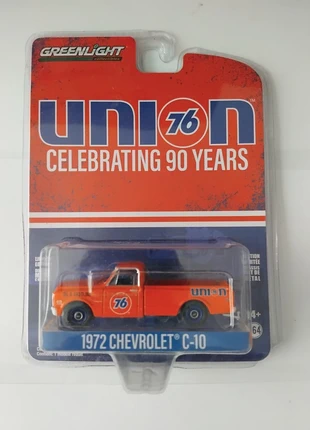 GREENLIGHT
UNION 76
CELEBRATING 90 YEARS
76
UNION
1972 CHEVROLET® C-10